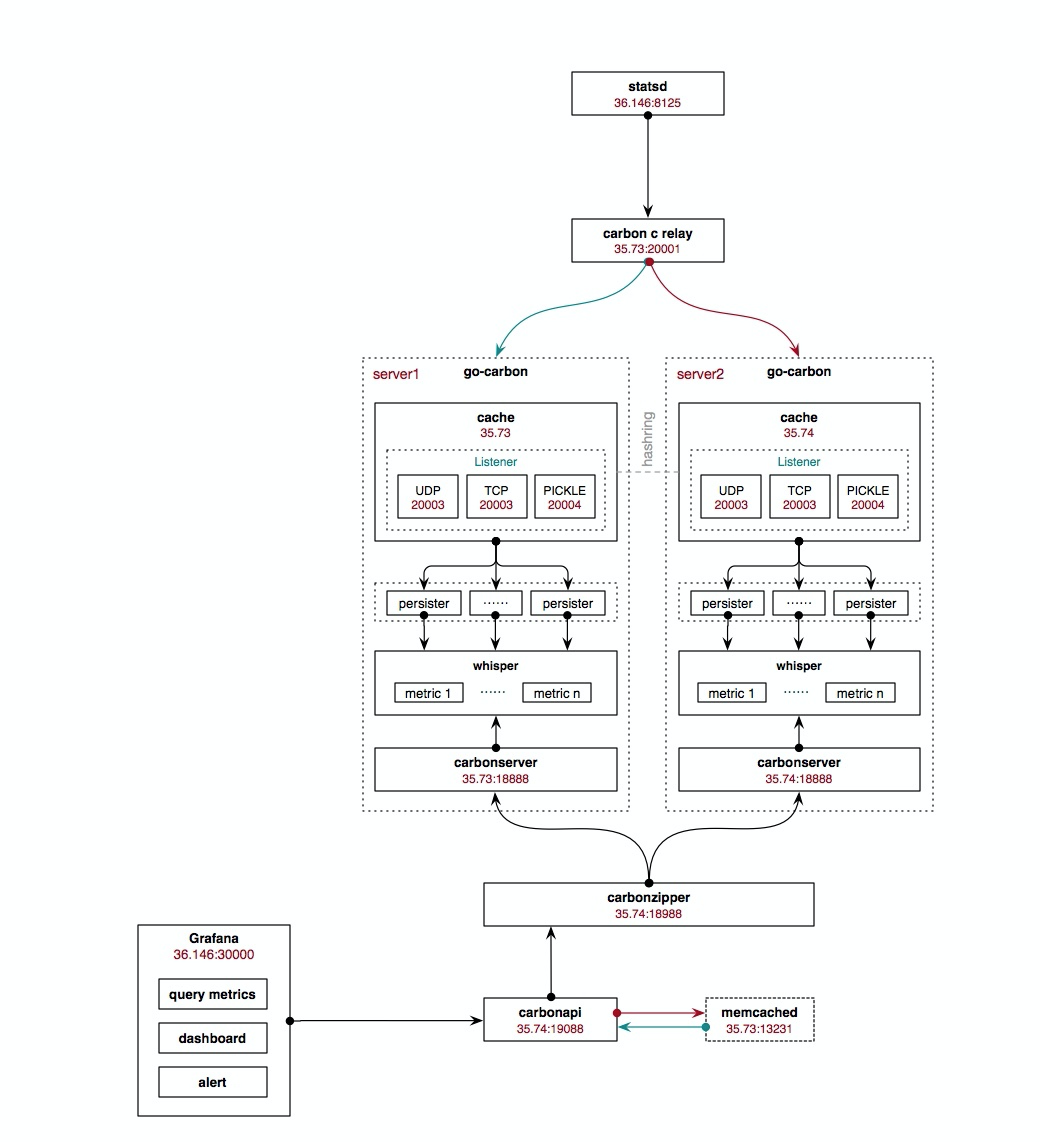 statsd
36.146:8125
carbon c relay
35.73:20001
server1
go-carbon
cache
35.73
Listener
UDP
20003
TCP
20003
PICKLE
20004
persister
······
persister
whisper
metric 1
······
metric n
carbonserver
35.73:18888
hashring
server2
go-carbon
cache
35.74
Listener
UDP
20003
TCP
20003
PICKLE
20004
persister
······
persister
whisper
metric 1
······
metric n
carbonserver
35.74:18888
carbonzipper
35.74:18988
Grafana
36.146:30000
query metrics
dashboard
alert
carbonapi
35.74:19088
memcached
35.73:13231